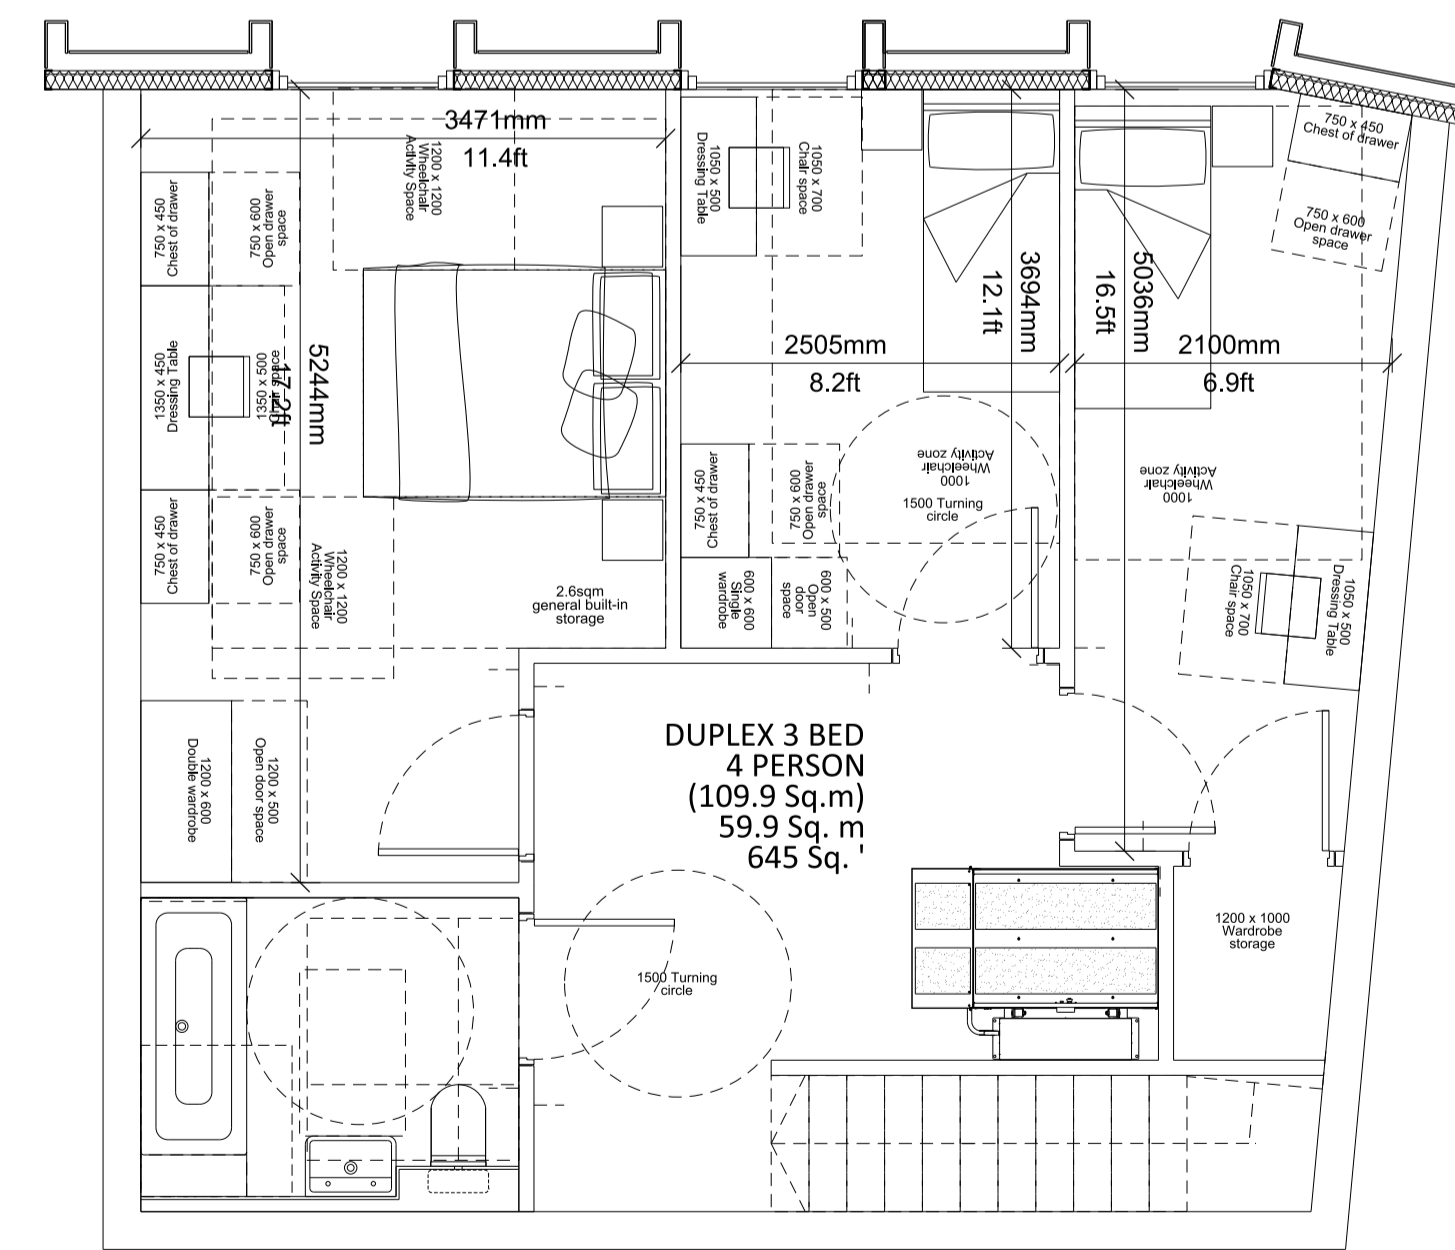 3471mm
11.4ft
1200 x 1200
Wheelchair
Activity Space
750 x 450
Chest of drawer
750 x 600
Open drawer
space
1350 x 450
Dressing Table
1350 x 500
Chair space
5244mm
17.2ft
750 x 450
Chest of drawer
750 x 600
Open drawer
space
1200 x 1200
Wheelchair
Activity Space
2.6sqm
general built-in
storage
1200 x 600
Double wardrobe
1200 x 500
Open door space
1050 x 500
Dressing Table
1050 x 700
Chair space
3694mm
12.1ft
2505mm
8.2ft
750 x 450
Chest of drawer
750 x 600
Open drawer
space
1000
Wheelchair
Activity zone
1500 Turning
circle
600 x 600
Single
wardrobe
600 x 500
Open
door
space
750 x 450
Chest of drawer
750 x 600
Open drawer
space
5036mm
16.5ft
2100mm
6.9ft
1000
Wheelchair
Activity zone
1050 x 500
Dressing Table
1050 x 700
Chair space
DUPLEX 3 BED
4 PERSON
(109.9 Sq.m)
59.9 Sq. m
645 Sq. '
1500 Turning
circle
1200 x 1000
Wardrobe
storage